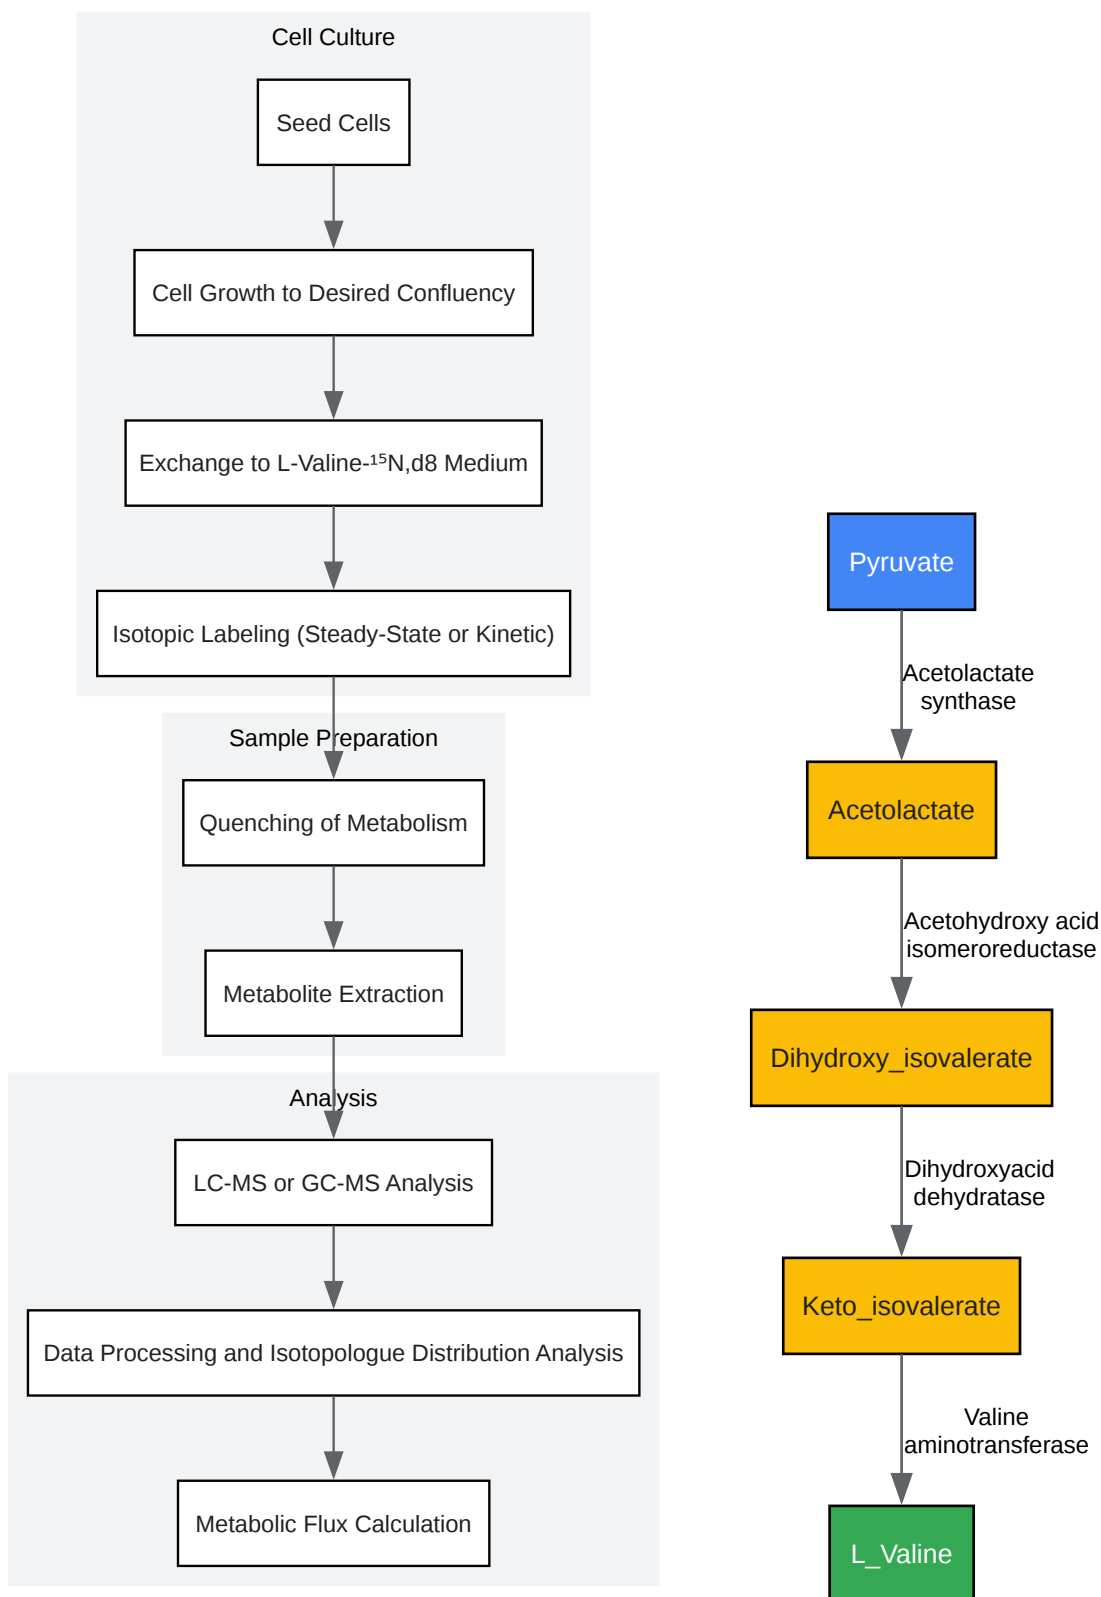 Cell Culture
Seed Cells
Cell Growth to Desired Confluency
Exchange to L-Valine-¹⁵N,d8 Medium
Isotopic Labeling (Steady-State or Kinetic)
Sample Preparation
Quenching of Metabolism
Metabolite Extraction
Analysis
LC-MS or GC-MS Analysis
Data Processing and Isotopologue Distribution Analysis
Metabolic Flux Calculation
Pyruvate
Acetolactate
synthase
Acetolactate
Acetohydroxy acid
isomeroreductase
Dihydroxy_isovalerate
Dihydroxyacid
dehydratase
Keto_isovalerate
Valine
aminotransferase
L_Valine